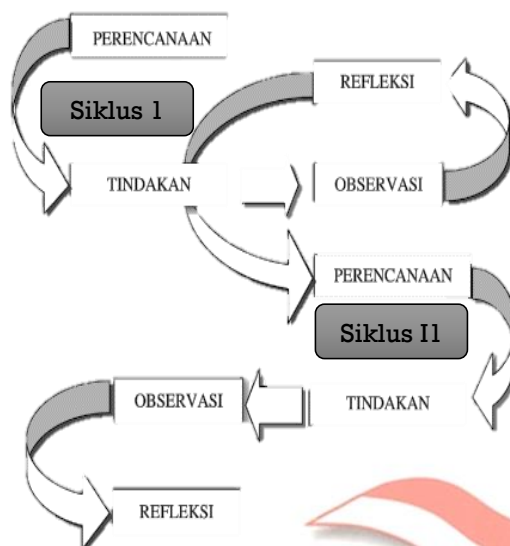 PERENCANAAN
Siklus 1
TINDAKAN
OBSERVASI
REFLEKSI
PERENCANAAN
Siklus I1
TINDAKAN
OBSERVASI
REFLEKSI